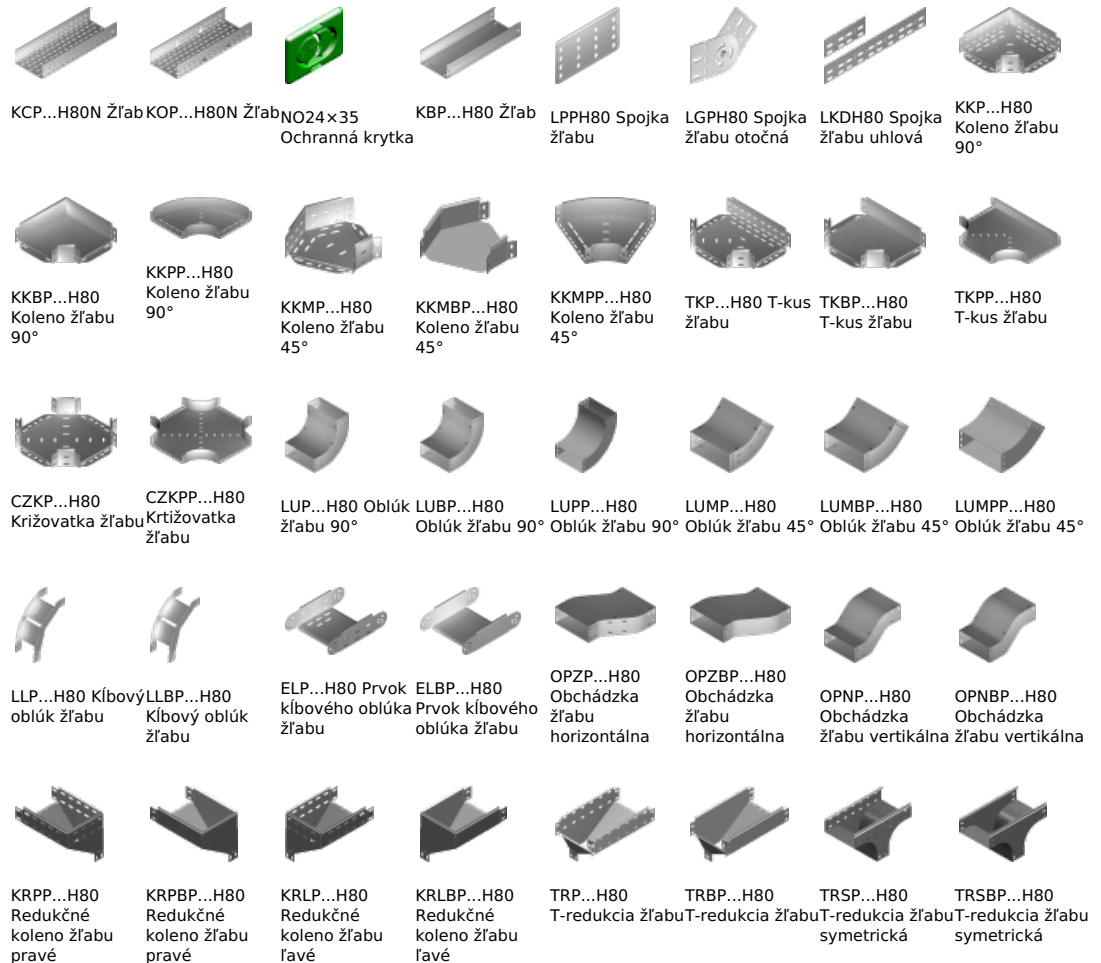 KCP...H80N Žľab
KOP...H80N Žľab
NO24×35
Ochranná krytka
KBP...H80 Žľab
LPPH80 Spojka
žľabu
LGPH80 Spojka
žľabu otočná
LKDH80 Spojka
žľabu uhlová
KKP...H80
Koleno žľabu
90°
KKBP...H80
Koleno žľabu
90°
KKPP...H80
Koleno žľabu
90°
KKMP...H80
Koleno žľabu
45°
KKMBP...H80
Koleno žľabu
45°
KKMPP...H80
Koleno žľabu
45°
TKP...H80 T-kus
žľabu
TKBP...H80
T-kus žľabu
TKPP...H80
T-kus žľabu
CZKP...H80
Križovatka žľabu
CZKPP...H80
Krtižovatka
žľabu
LUP...H80 Oblúk
žľabu 90°
LUBP...H80
Oblúk žľabu 90°
LUPP...H80
Oblúk žľabu 90°
LUMP...H80
Oblúk žľabu 45°
LUMBP...H80
Oblúk žľabu 45°
LUMPP...H80
Oblúk žľabu 45°
LLP...H80 Kĺbový
oblúk žľabu
LLBP...H80
Kĺbový oblúk
žľabu
ELP...H80 Prvok
kĺbového oblúka
žľabu
ELBP...H80
Prvok kĺbového
oblúka žľabu
OPZP...H80
Obchádzka
žľabu
horizontálna
OPZBP...H80
Obchádzka
žľabu
horizontálna
OPNP...H80
Obchádzka
žľabu vertikálna
OPNBP...H80
Obchádzka
žľabu vertikálna
KRPP...H80
Redukčné
koleno žľabu
pravé
KRPBP...H80
Redukčné
koleno žľabu
pravé
KRLP...H80
Redukčné
koleno žľabu
ľavé
KRLBP...H80
Redukčné
koleno žľabu
ľavé
TRP...H80
T-redukcia žľabu
TRBP...H80
T-redukcia žľabu
TRSP...H80
T-redukcia žľabu
symetrická
TRSBP...H80
T-redukcia žľabu
symetrická